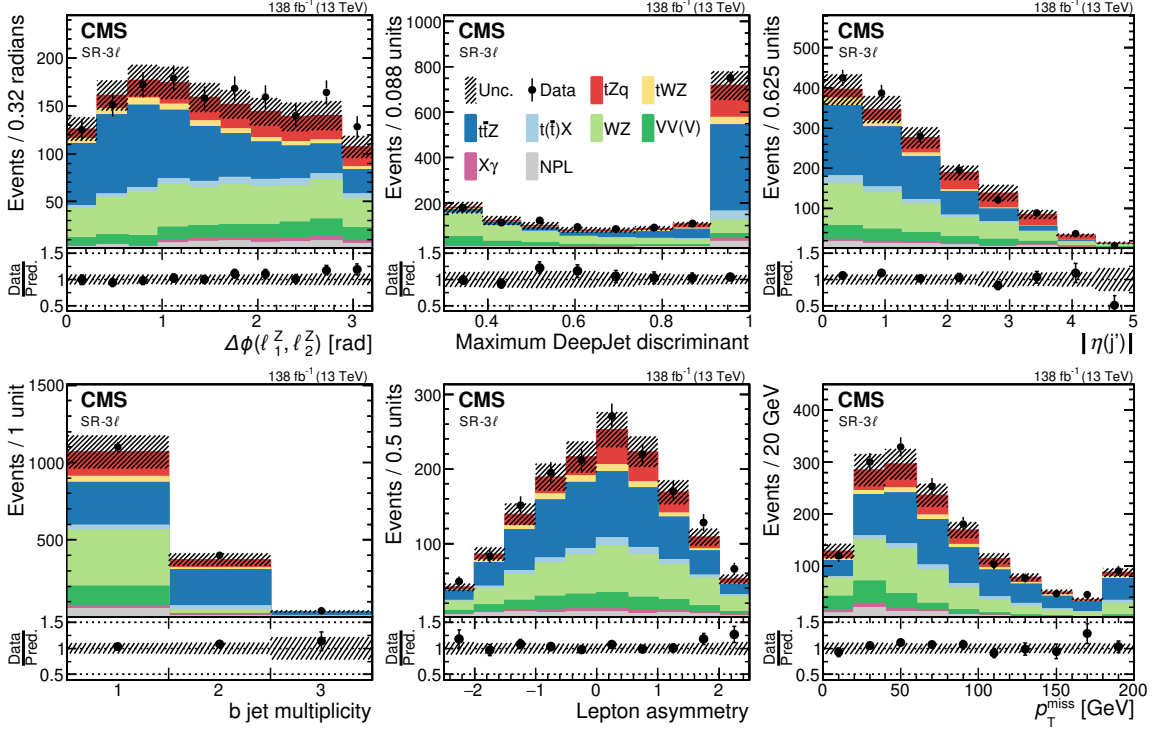 138 fb⁻¹ (13 TeV)
CMS
SR-3ℓ
Events / 0.32 radians
200
150
100
50
Data
Pred.
1.5
1
0.5
0 1 2 3
Δϕ(ℓ₁ᶻ, ℓ₂ᶻ) [rad]
138 fb⁻¹ (13 TeV)
CMS
SR-3ℓ
Events / 0.088 units
1000
800
600
400
200
Unc. Data tZq tWZ
tt̄Z t(t̄)X WZ VV(V)
Xγ NPL
Data
Pred.
1.5
1
0.5
0.4 0.6 0.8 1
Maximum DeepJet discriminant
138 fb⁻¹ (13 TeV)
CMS
SR-3ℓ
Events / 0.625 units
500
400
300
200
100
Data
Pred.
1.5
1
0.5
0 1 2 3 4 5
|η(j')|
138 fb⁻¹ (13 TeV)
CMS
SR-3ℓ
Events / 1 unit
1500
1000
500
Data
Pred.
1.5
1
0.5
1 2 3
b jet multiplicity
138 fb⁻¹ (13 TeV)
CMS
SR-3ℓ
Events / 0.5 units
300
200
100
Data
Pred.
1.5
1
0.5
−2 −1 0 1 2
Lepton asymmetry
138 fb⁻¹ (13 TeV)
CMS
SR-3ℓ
Events / 20 GeV
400
300
200
100
Data
Pred.
1.5
1
0.5
0 50 100 150 200
p_T^miss [GeV]